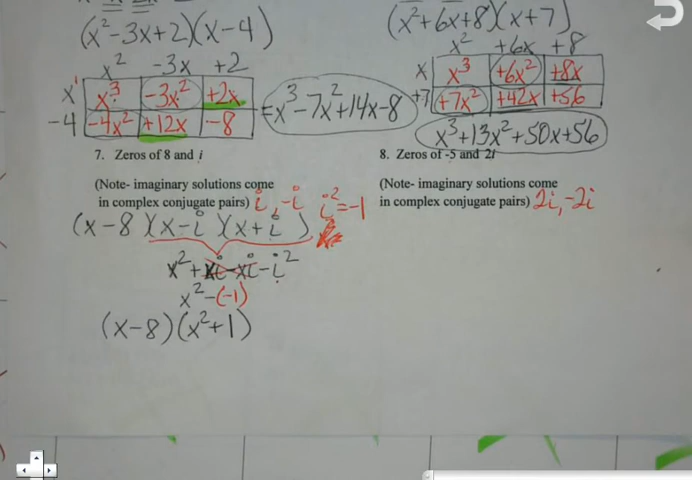 (x²-3x+2)(x-4)
x² -3x +2
x x³ -3x² +2x
-4 -4x² +12x -8
=x³-7x²+14x-8
(x²+6x+8)(x+7)
x² +6x +8
x x³ +6x² +8x
+7 +7x² +42x +56
x³+13x²+50x+56
7. Zeros of 8 and i
(Note- imaginary solutions come
in complex conjugate pairs) i, -i i²=-1
(x-8)(x-i)(x+i)
x²+xi-xi-i²
x²-(-1)
(x-8)(x²+1)
8. Zeros of -5 and 2i
(Note- imaginary solutions come
in complex conjugate pairs) 2i, -2i